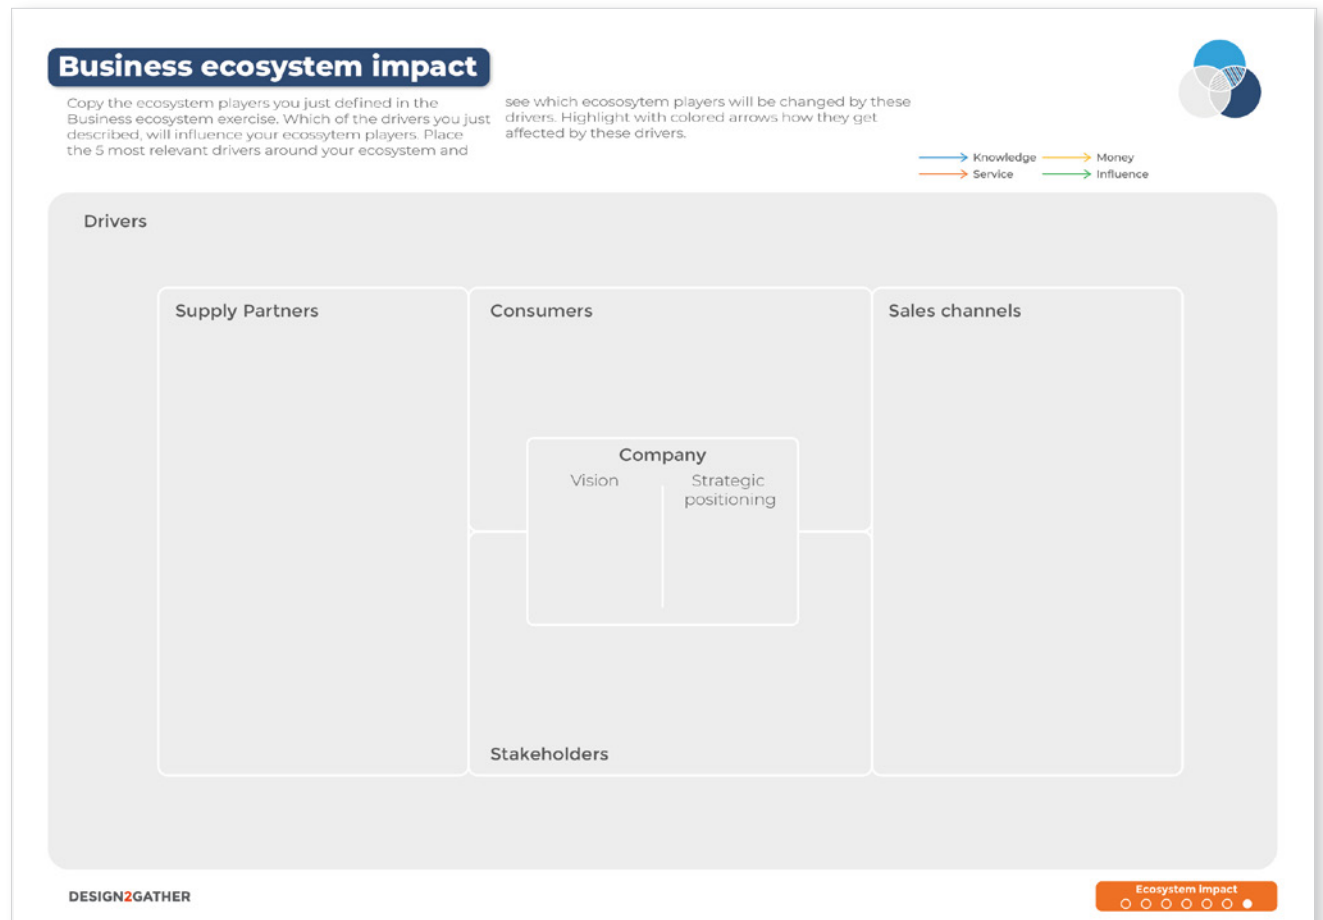 Business ecosystem impact
Copy the ecosystem players you just defined in the
Business ecosystem exercise. Which of the drivers you just
described, will influence your ecossytem players. Place
the 5 most relevant drivers around your ecosystem and
see which ecososytem players will be changed by these
drivers. Highlight with colored arrows how they get
affected by these drivers.
Knowledge
Money
Service
Influence
Drivers
Supply Partners
Consumers
Sales channels
Company
Vision
Strategic
positioning
Stakeholders
DESIGN2GATHER
Ecosystem impact